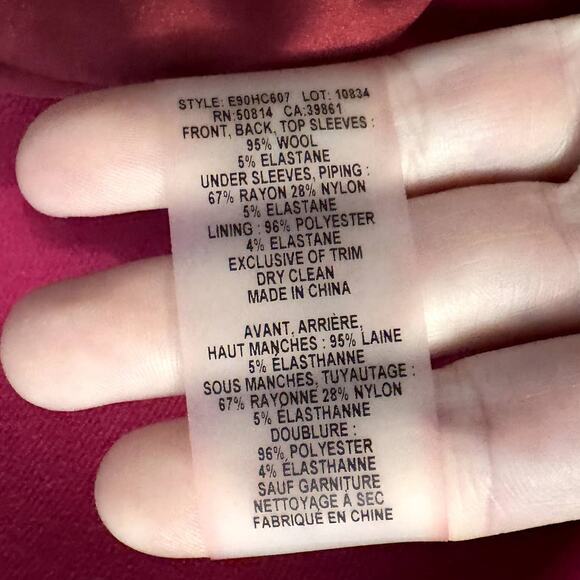 STYLE: E90HC607 LOT: 10834
RN:50814 CA:39861
FRONT, BACK, TOP SLEEVES :
95% WOOL
5% ELASTANE
UNDER SLEEVES, PIPING :
67% RAYON 28% NYLON
5% ELASTANE
LINING : 96% POLYESTER
4% ELASTANE
EXCLUSIVE OF TRIM
DRY CLEAN
MADE IN CHINA
AVANT, ARRIÈRE,
HAUT MANCHES : 95% LAINE
5% ÉLASTHANNE
SOUS MANCHES, TUYAUTAGE :
67% RAYONNE 28% NYLON
5% ÉLASTHANNE
DOUBLURE :
96% POLYESTER
4% ÉLASTHANNE
SAUF GARNITURE
NETTOYAGE À SEC
FABRIQUÉ EN CHINE